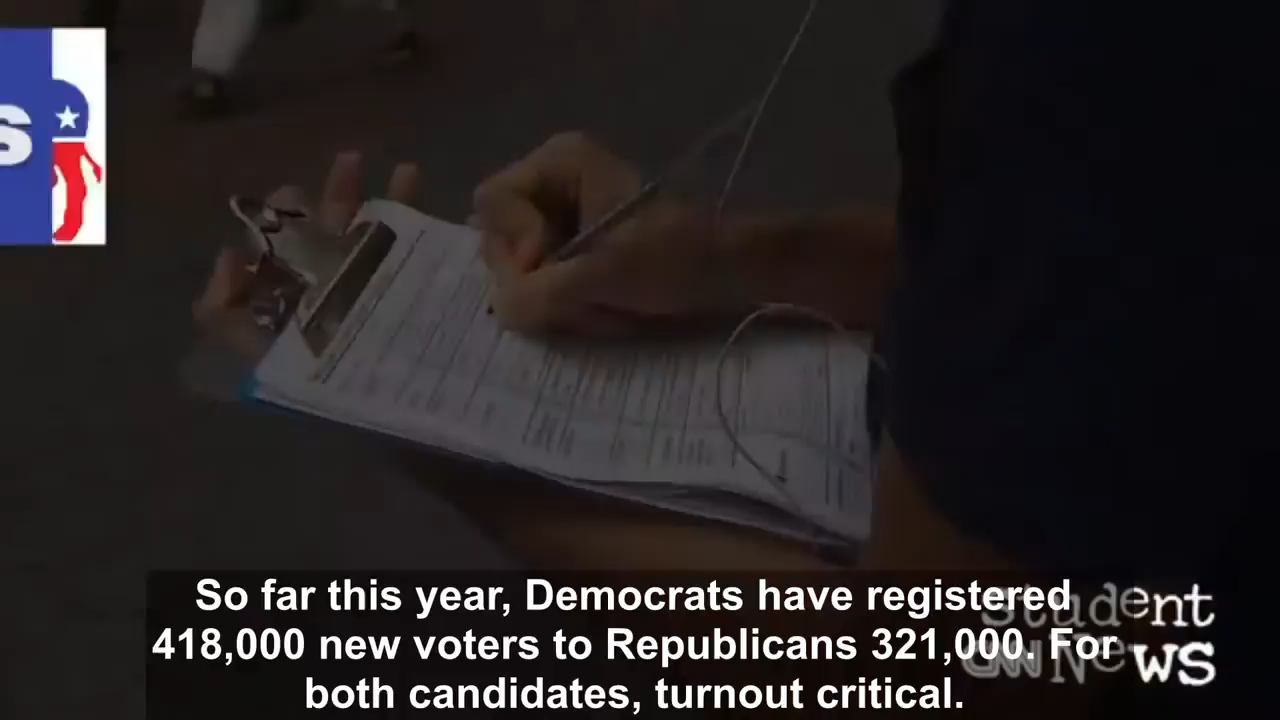 S
So far this year, Democrats have registered
418,000 new voters to Republicans 321,000. For
both candidates, turnout critical.
Student
CNN News